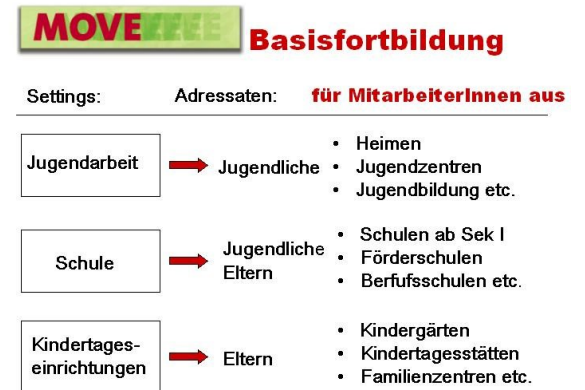 MOVE Basisfortbildung
Settings: Adressaten: für MitarbeiterInnen aus
Jugendarbeit
Jugendliche
• Heimen
• Jugendzentren
• Jugendbildung etc.
Schule
Jugendliche
Eltern
• Schulen ab Sek I
• Förderschulen
• Berfufsschulen etc.
Kindertages-
einrichtungen
Eltern
• Kindergärten
• Kindertagesstätten
• Familienzentren etc.